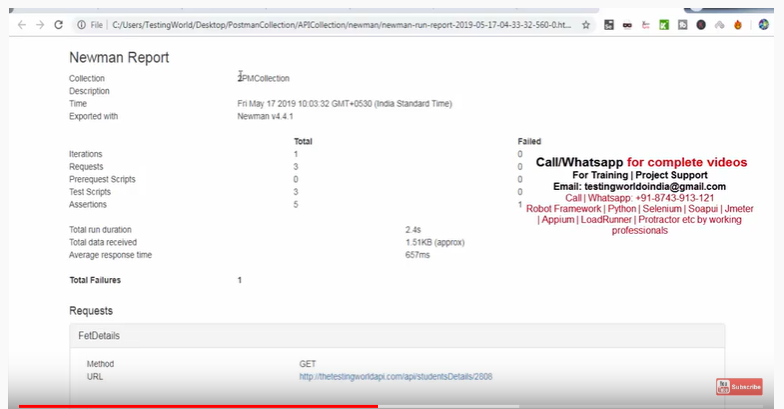 File | C:/Users/TestingWorld/Desktop/PostmanCollection/APICollection/newman/newman-run-report-2019-05-17-04-33-32-560-0.ht...
Newman Report
Collection 2PMCollection
Description
Time Fri May 17 2019 10:03:32 GMT+0530 (India Standard Time)
Exported with Newman v4.4.1
Total Failed
Iterations 1 0
Requests 3 0
Prerequest Scripts 0 0
Test Scripts 3 0
Assertions 5 1
Total run duration 2.4s
Total data received 1.51KB (approx)
Average response time 657ms
Total Failures 1
Requests
FetDetails
Method GET
URL http://thetestingworldapi.com/api/studentsDetails/2808
Call/Whatsapp for complete videos
For Training | Project Support
Email: testingworldoindia@gmail.com
Call | Whatsapp: +91-8743-913-121
Robot Framework | Python | Selenium | Soapui | Jmeter
| Appium | LoadRunner | Protractor etc by working
professionals
Subscribe